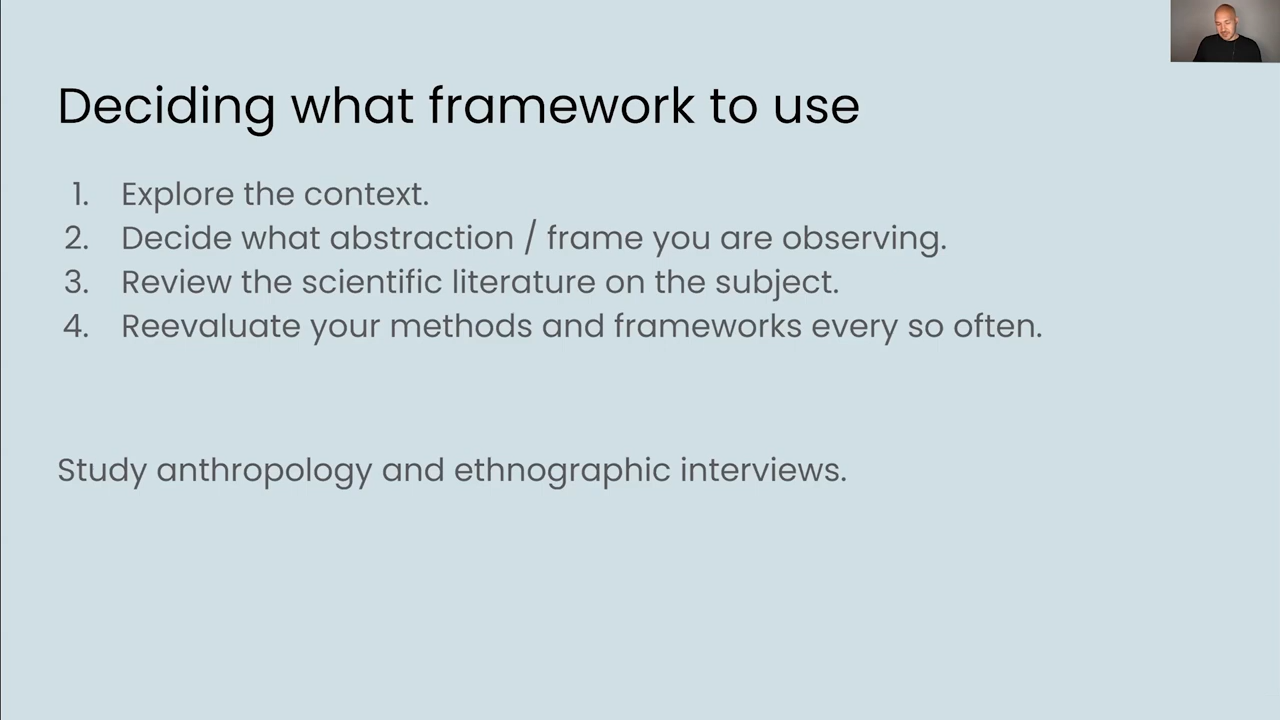 Deciding what framework to use
1. Explore the context.
2. Decide what abstraction / frame you are observing.
3. Review the scientific literature on the subject.
4. Reevaluate your methods and frameworks every so often.
Study anthropology and ethnographic interviews.